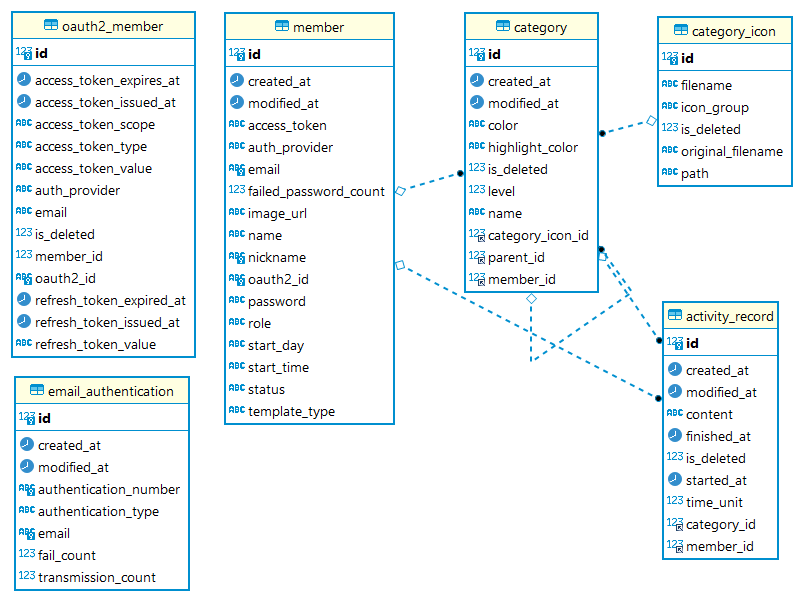 oauth2_member
123 id
access_token_expires_at
access_token_issued_at
ABC access_token_scope
ABC access_token_type
ABC access_token_value
ABC auth_provider
ABC email
123 is_deleted
123 member_id
ABC oauth2_id
refresh_token_expired_at
refresh_token_issued_at
ABC refresh_token_value
email_authentication
123 id
created_at
modified_at
ABC authentication_number
ABC authentication_type
ABC email
123 fail_count
123 transmission_count
member
123 id
created_at
modified_at
ABC access_token
ABC auth_provider
ABC email
123 failed_password_count
ABC image_url
ABC name
ABC nickname
ABC oauth2_id
ABC password
ABC role
ABC start_day
ABC start_time
ABC status
ABC template_type
category
123 id
created_at
modified_at
ABC color
ABC highlight_color
123 is_deleted
123 level
ABC name
123 category_icon_id
123 parent_id
123 member_id
category_icon
123 id
ABC filename
ABC icon_group
123 is_deleted
ABC original_filename
ABC path
activity_record
123 id
created_at
modified_at
ABC content
finished_at
123 is_deleted
started_at
123 time_unit
123 category_id
123 member_id